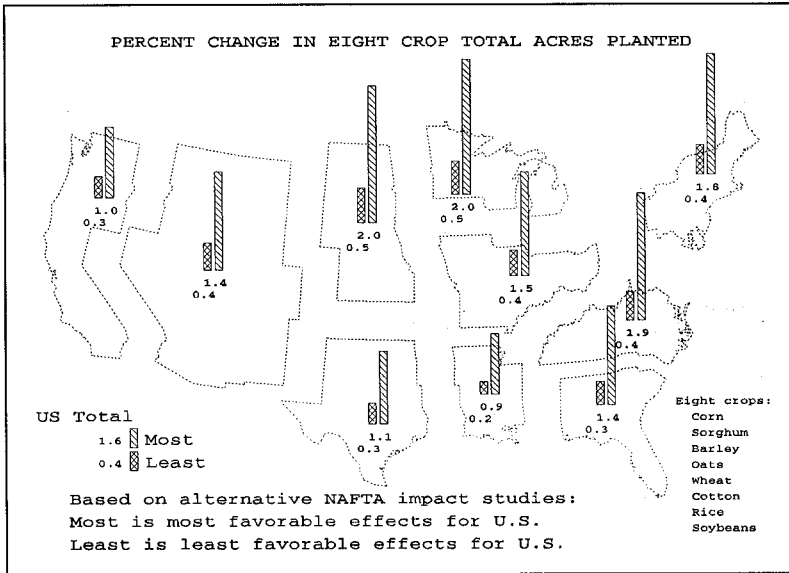 PERCENT CHANGE IN EIGHT CROP TOTAL ACRES PLANTED
1.0
0.3
1.4
0.4
2.0
0.5
2.0
0.5
1.5
0.4
1.8
0.4
1.9
0.4
1.1
0.3
0.9
0.2
1.4
0.3
US Total
1.6 Most
0.4 Least
Eight crops:
Corn
Sorghum
Barley
Oats
Wheat
Cotton
Rice
Soybeans
Based on alternative NAFTA impact studies:
Most is most favorable effects for U.S.
Least is least favorable effects for U.S.